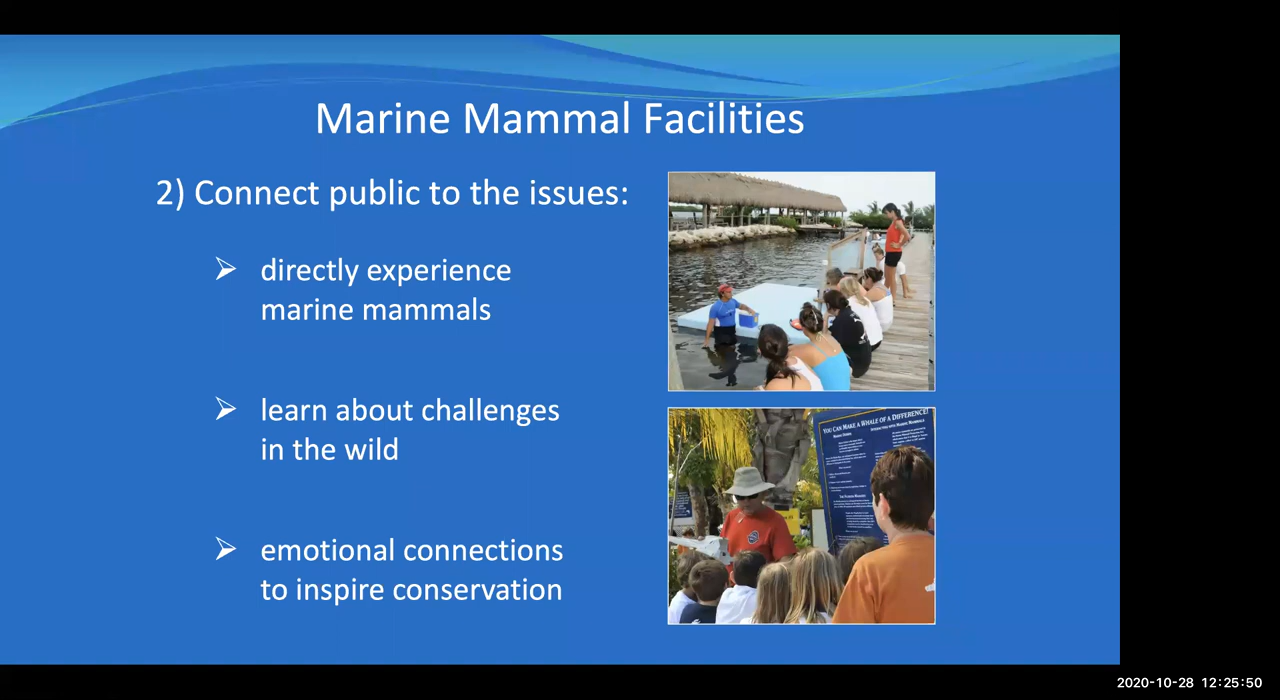 Marine Mammal Facilities
2) Connect public to the issues:
directly experience
marine mammals
learn about challenges
in the wild
emotional connections
to inspire conservation
YOU CAN MAKE A WHALE OF A DIFFERENCE!
2020-10-28 12:25:50